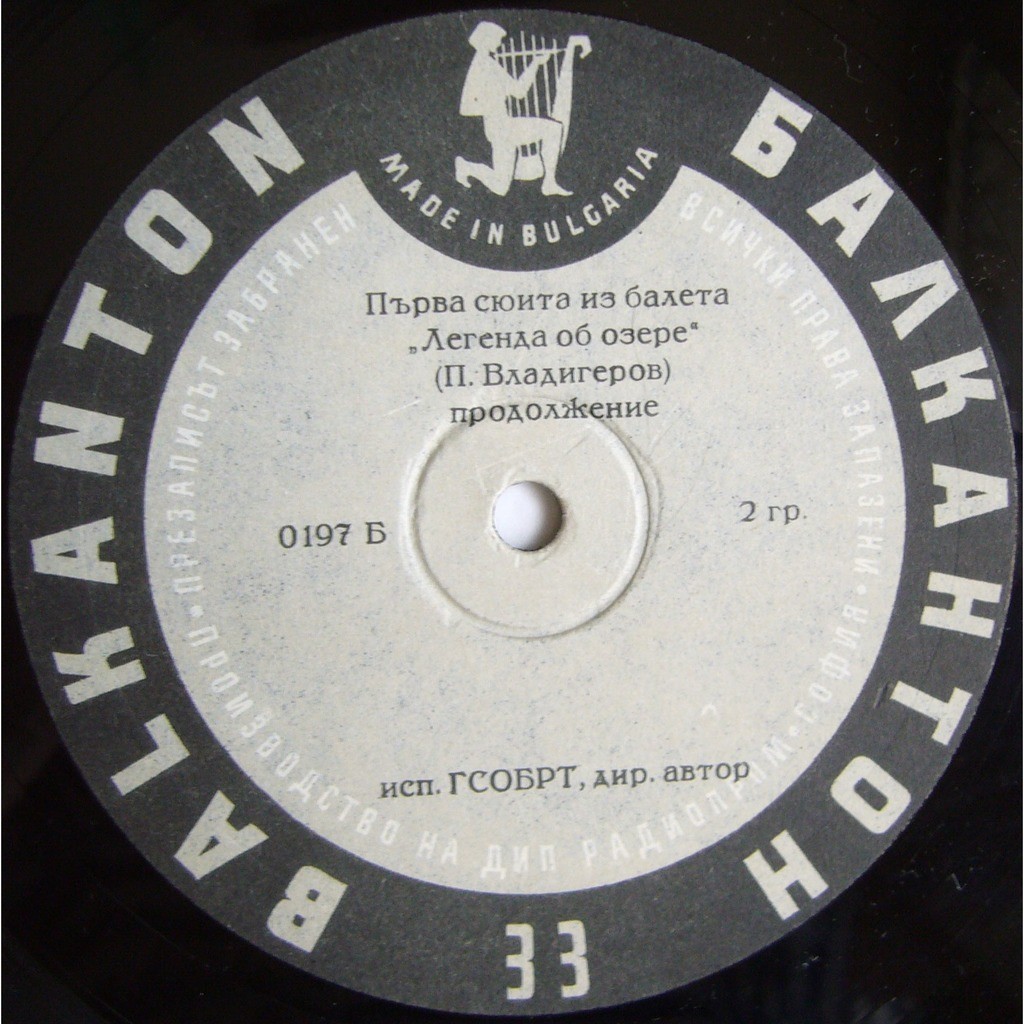 BALKANTON
БАЛКАНТОН
MADE IN BULGARIA
ВСИЧКИ ПРАВА ЗАПАЗЕНИ • СОФИЯ • ПРОИЗВОДСТВО НА ДИП РАДИОПРОМ • ПРЕЗАПИСЪТ ЗАБРАНЕН
Първа сюита из балета
„Легенда об озере“
(П. Владигеров)
продолжение
0197 Б
2 гр.
исп. ГСОБРТ, дир. автор
33